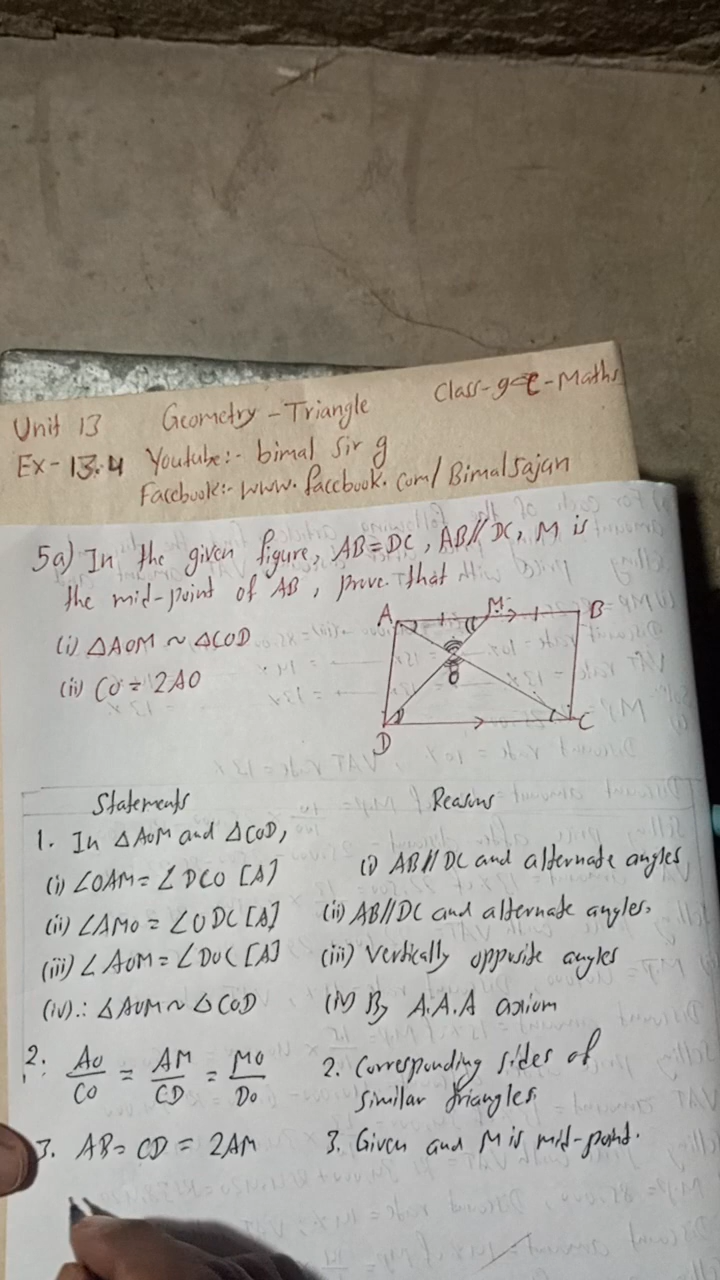 Unit 13 Geometry - Triangle Class-9 - Maths
Ex-13.4 Youtube:- bimal sir g
Facebook:- www.facebook.com/Bimalsajan
5a) In the given figure, AB=DC, AB//DC, M is
the mid-point of AB, prove that
(i) △AOM ~ △COD
(ii) CO = 2AO
A M B
O
D C
Statements Reasons
1. In △AOM and △COD,
(i) ∠OAM = ∠DCO [A] (i) AB//DC and alternate angles
(ii) ∠AMO = ∠ODC [A] (ii) AB//DC and alternate angles.
(iii) ∠AOM = ∠DOC [A] (iii) Vertically opposite angles
(iv) ∴ △AOM ~ △COD (iv) By A.A.A axiom
2. AO/CO = AM/CD = MO/DO 2. Corresponding sides of
similar triangles.
3. AB = CD = 2AM 3. Given and M is mid-point.